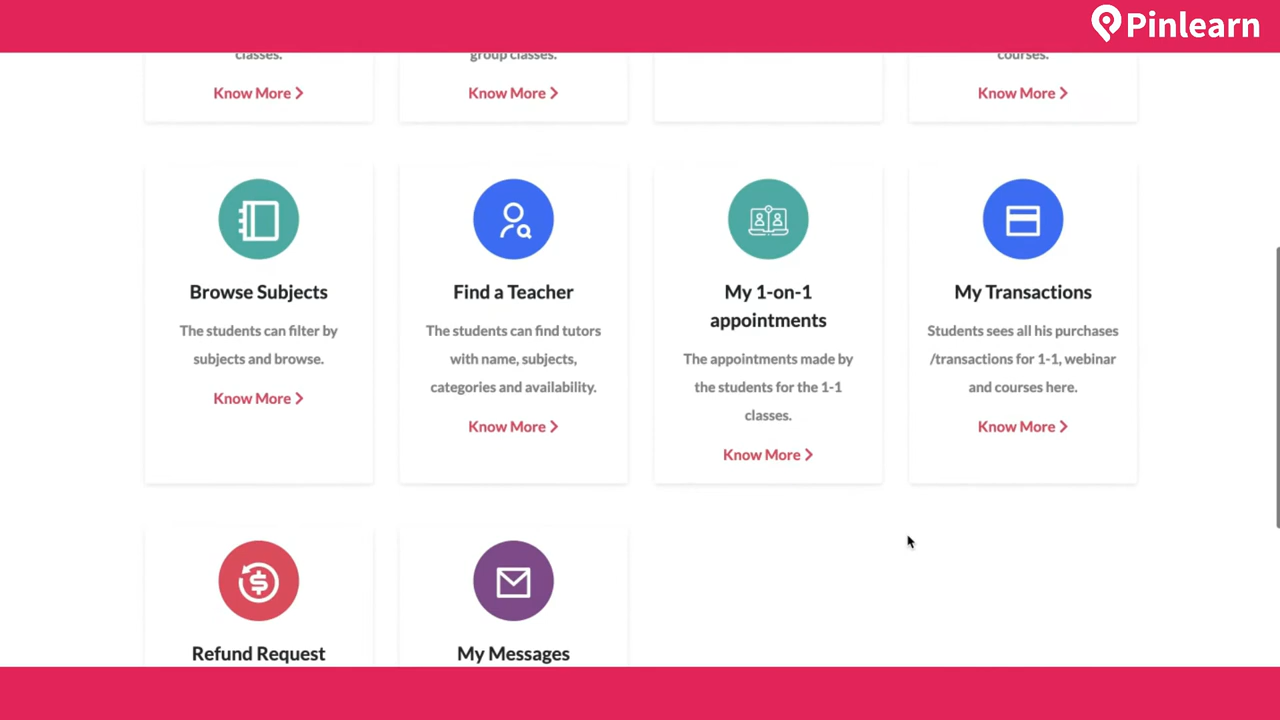 Pinlearn
classes.
group classes.
courses.
Know More
Know More
Know More
Browse Subjects
The students can filter by
subjects and browse.
Know More
Find a Teacher
The students can find tutors
with name, subjects,
categories and availability.
Know More
My 1-on-1
appointments
The appointments made by
the students for the 1-1
classes.
Know More
My Transactions
Students sees all his purchases
/transactions for 1-1, webinar
and courses here.
Know More
Refund Request
My Messages